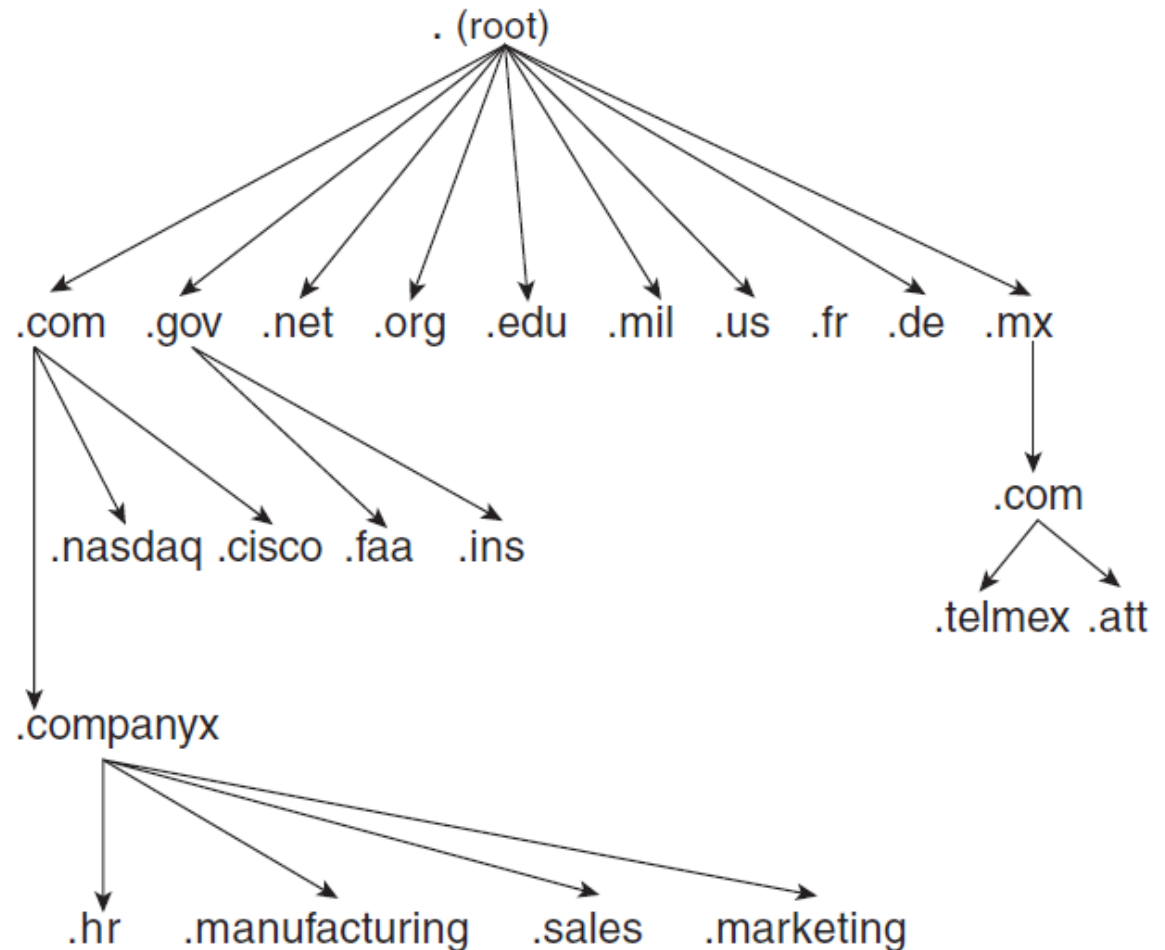 . (root)
.com .gov .net .org .edu .mil .us .fr .de .mx
.com
.nasdaq .cisco .faa .ins
.telmex .att
.companyx
.hr .manufacturing .sales .marketing